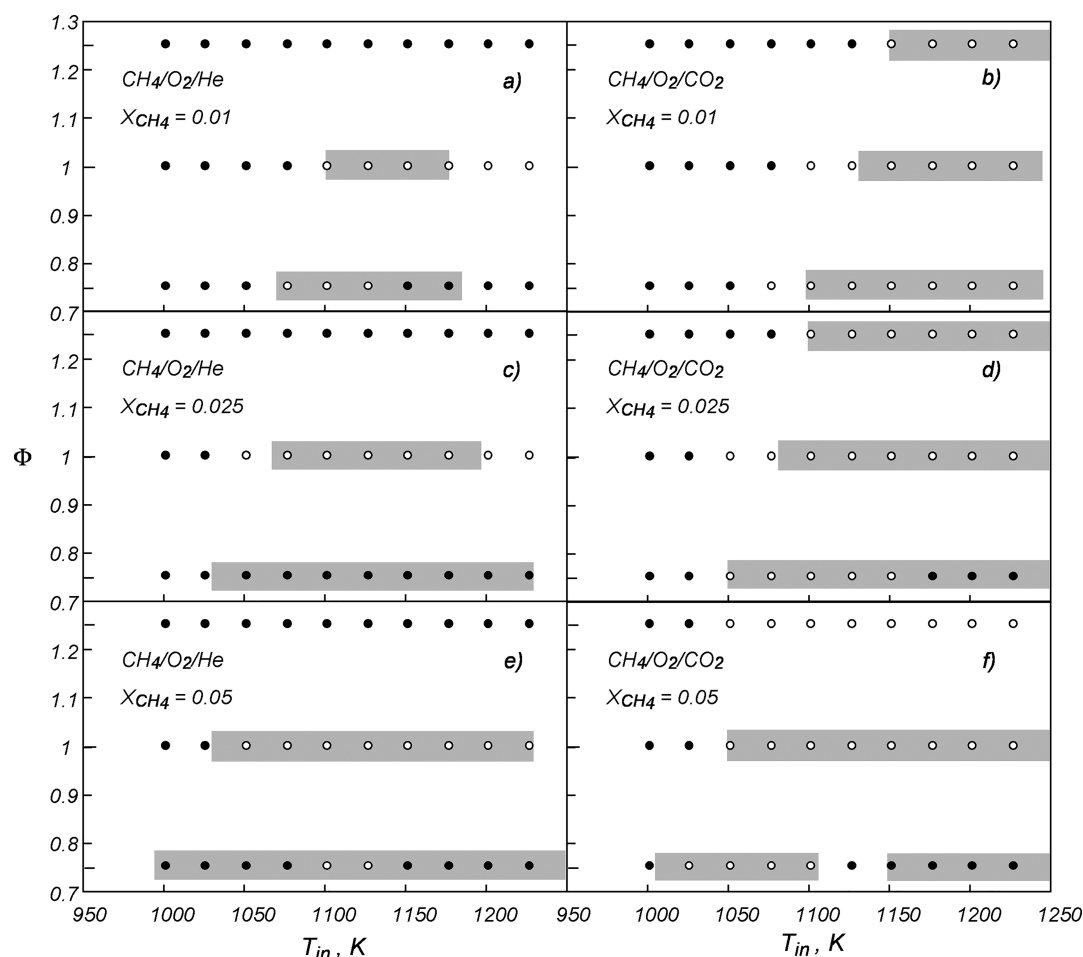 1.3
1.2
1.1
1
0.9
0.8
0.7
CH4/O2/He
a)
XCH4 = 0.01
CH4/O2/CO2
b)
XCH4 = 0.01
1.2
1.1
1
0.9
0.8
0.7
Φ
CH4/O2/He
c)
XCH4 = 0.025
CH4/O2/CO2
d)
XCH4 = 0.025
1.2
1.1
1
0.9
0.8
0.7
CH4/O2/He
e)
XCH4 = 0.05
CH4/O2/CO2
f)
XCH4 = 0.05
950 1000 1050 1100 1150 1200 950 1000 1050 1100 1150 1200 1250
Tin , K
Tin , K